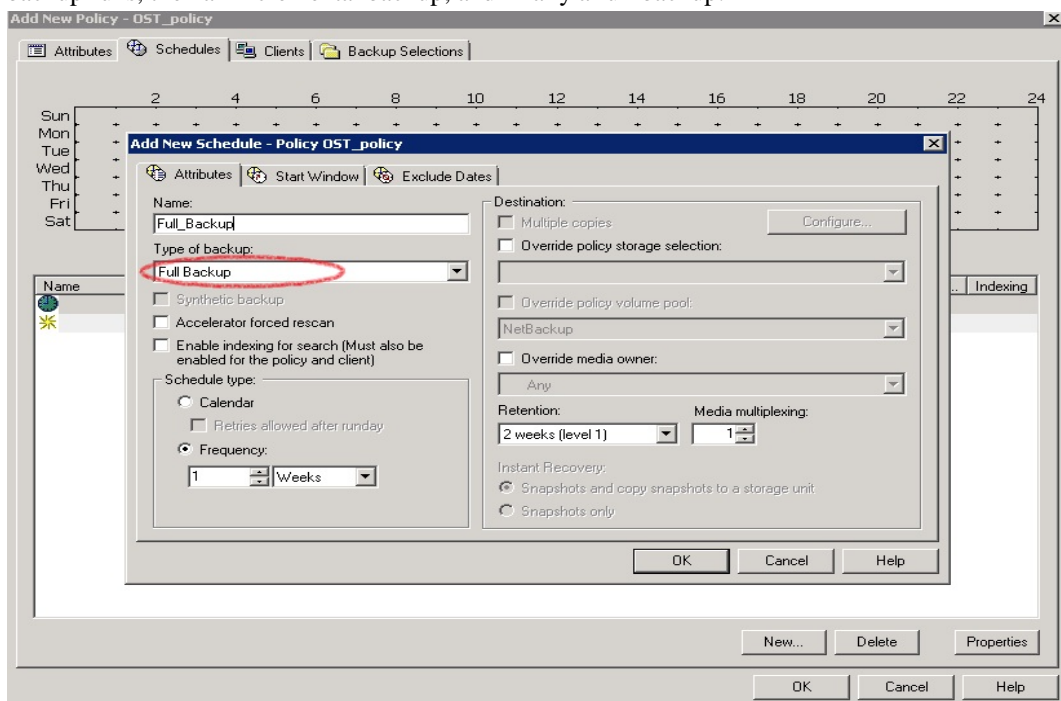 Add New Policy - OST_policy
Attributes Schedules Clients Backup Selections
2 4 6 8 10 12 14 16 18 20 22 24
Sun
Mon
Tue
Wed
Thu
Fri
Sat
Add New Schedule - Policy OST_policy
Attributes Start Window Exclude Dates
Name:
Full_Backup
Type of backup:
Full Backup
Synthetic backup
Accelerator forced rescan
Enable indexing for search (Must also be
enabled for the policy and client)
Schedule type:
Calendar
Retries allowed after runday
Frequency:
1 Weeks
Destination:
Multiple copies Configure...
Override policy storage selection:
Override policy volume pool:
NetBackup
Override media owner:
Any
Retention: Media multiplexing:
2 weeks (level 1) 1
Instant Recovery:
Snapshots and copy snapshots to a storage unit
Snapshots only
OK Cancel Help
Name .. Indexing
New... Delete Properties
OK Cancel Help